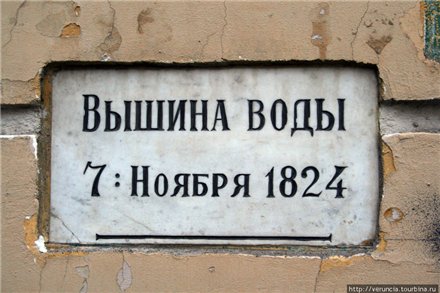 Вышина воды
7: Ноября 1824
http://veruncia.tourbina.ru